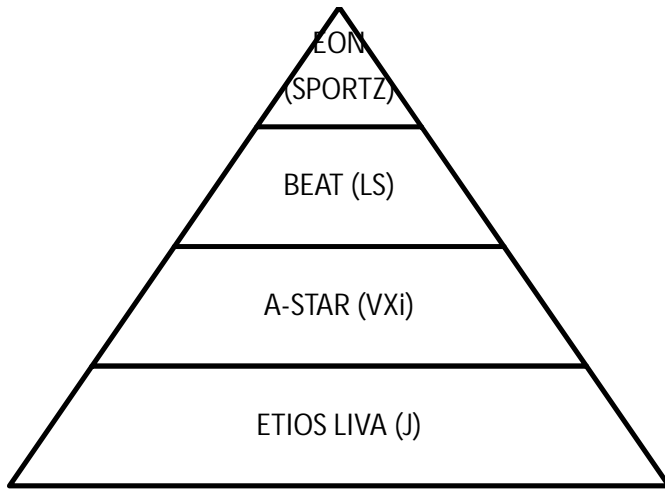 EON
(SPORTZ)
BEAT (LS)
A-STAR (VXi)
ETIOS LIVA (J)